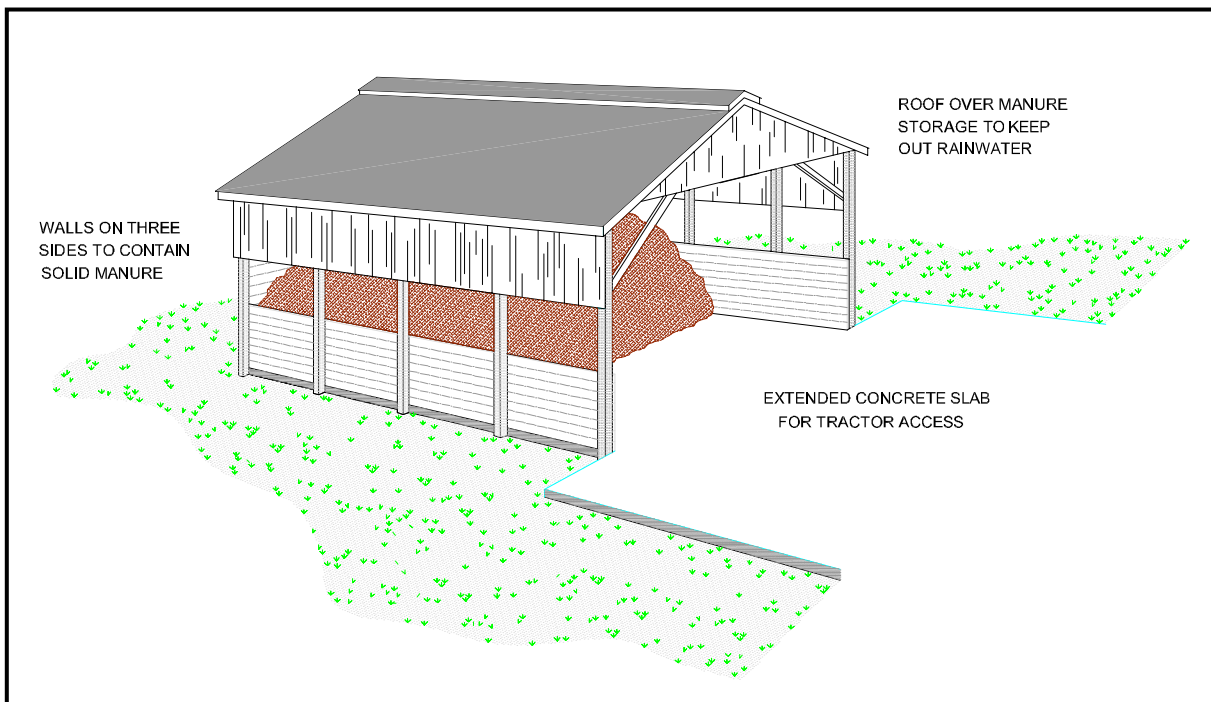 ROOF OVER MANURE
STORAGE TO KEEP
OUT RAINWATER
WALLS ON THREE
SIDES TO CONTAIN
SOLID MANURE
EXTENDED CONCRETE SLAB
FOR TRACTOR ACCESS